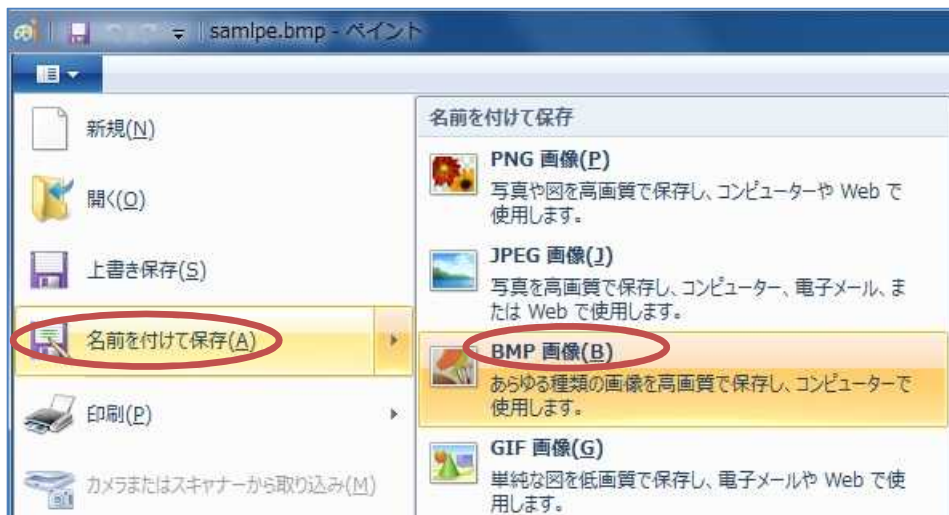 samlpe.bmp - ペイント
新規(N)
開く(O)
上書き保存(S)
名前を付けて保存(A)
印刷(P)
カメラまたはスキャナーから取り込み(M)
名前を付けて保存
PNG 画像(P)
写真や図を高画質で保存し、コンピューターや Web で
使用します。
JPEG 画像(J)
写真を高画質で保存し、コンピューター、電子メール、ま
たは Web で使用します。
BMP 画像(B)
あらゆる種類の画像を高画質で保存し、コンピューターで
使用します。
GIF 画像(G)
単純な図を低画質で保存し、電子メールや Web で使
用します。